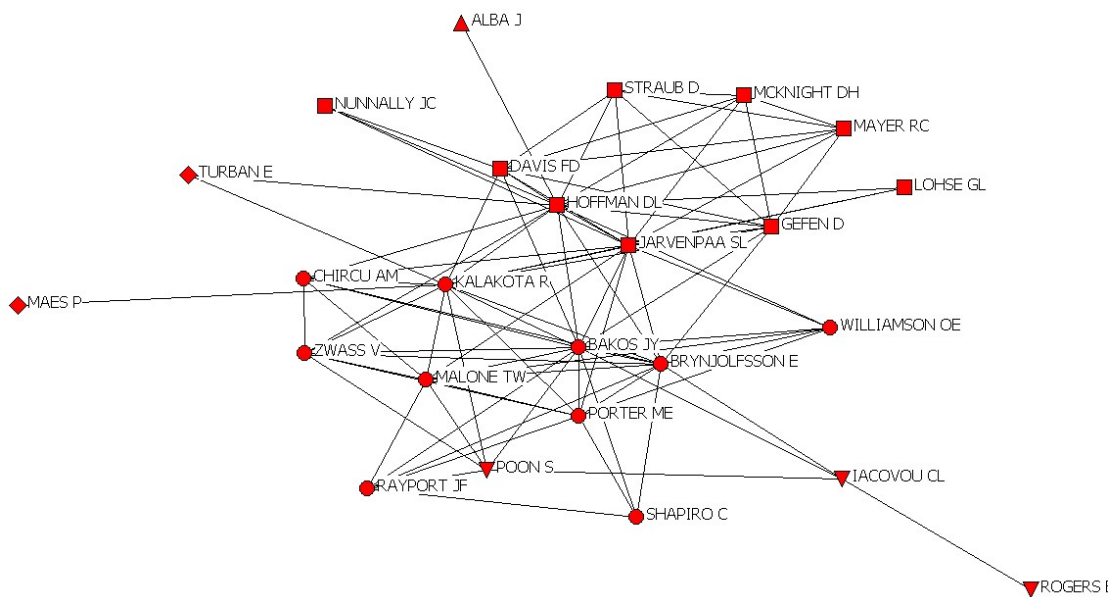 ALBA J
STRAUB D
MCKNIGHT DH
NUNNALLY JC
MAYER RC
DAVIS FD
TURBAN E
LOHSE GL
HOFFMAN DL
GEFEN D
JARVENPAA SL
CHIRCU AM
KALAKOTA R
MAES P
WILLIAMSON OE
BAKOS JY
ZWASS V
BRYNJOLFSSON E
MALONE TW
PORTER ME
POON S
IACOVOU CL
RAYPORT JF
SHAPIRO C
ROGERS